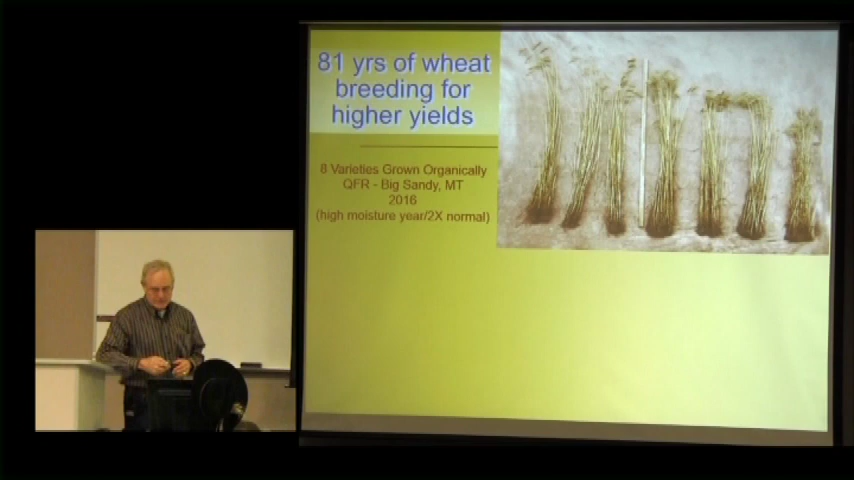 81 yrs of wheat
breeding for
higher yields
8 Varieties Grown Organically
QFR - Big Sandy, MT
2016
(high moisture year/2X normal)